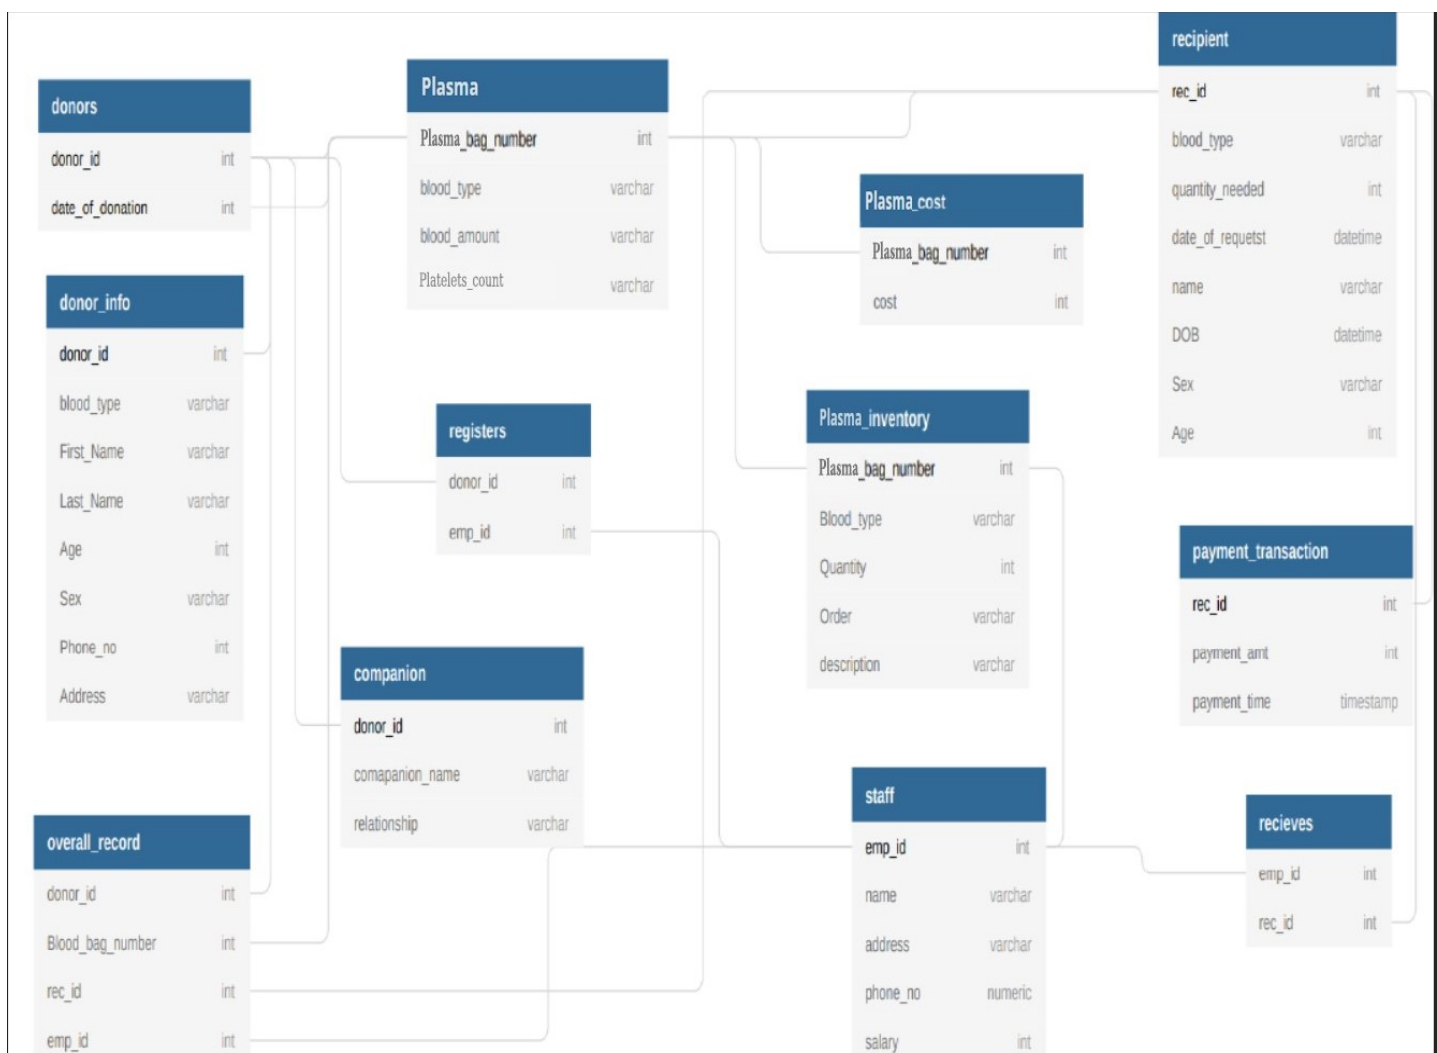 donors
donor_id int
date_of_donation int
donor_info
donor_id int
blood_type varchar
First_Name varchar
Last_Name varchar
Age int
Sex varchar
Phone_no int
Address varchar
overall_record
donor_id int
Blood_bag_number int
rec_id int
emp_id int
Plasma
Plasma_bag_number int
blood_type varchar
blood_amount varchar
Platelets_count varchar
registers
donor_id int
emp_id int
companion
donor_id int
comapanion_name varchar
relationship varchar
Plasma_cost
Plasma_bag_number int
cost int
Plasma_inventory
Plasma_bag_number int
Blood_type varchar
Quantity int
Order varchar
description varchar
staff
emp_id int
name varchar
address varchar
phone_no numeric
salary int
recipient
rec_id int
blood_type varchar
quantity_needed int
date_of_requetst datetime
name varchar
DOB datetime
Sex varchar
Age int
payment_transaction
rec_id int
payment_amt int
payment_time timestamp
recieves
emp_id int
rec_id int